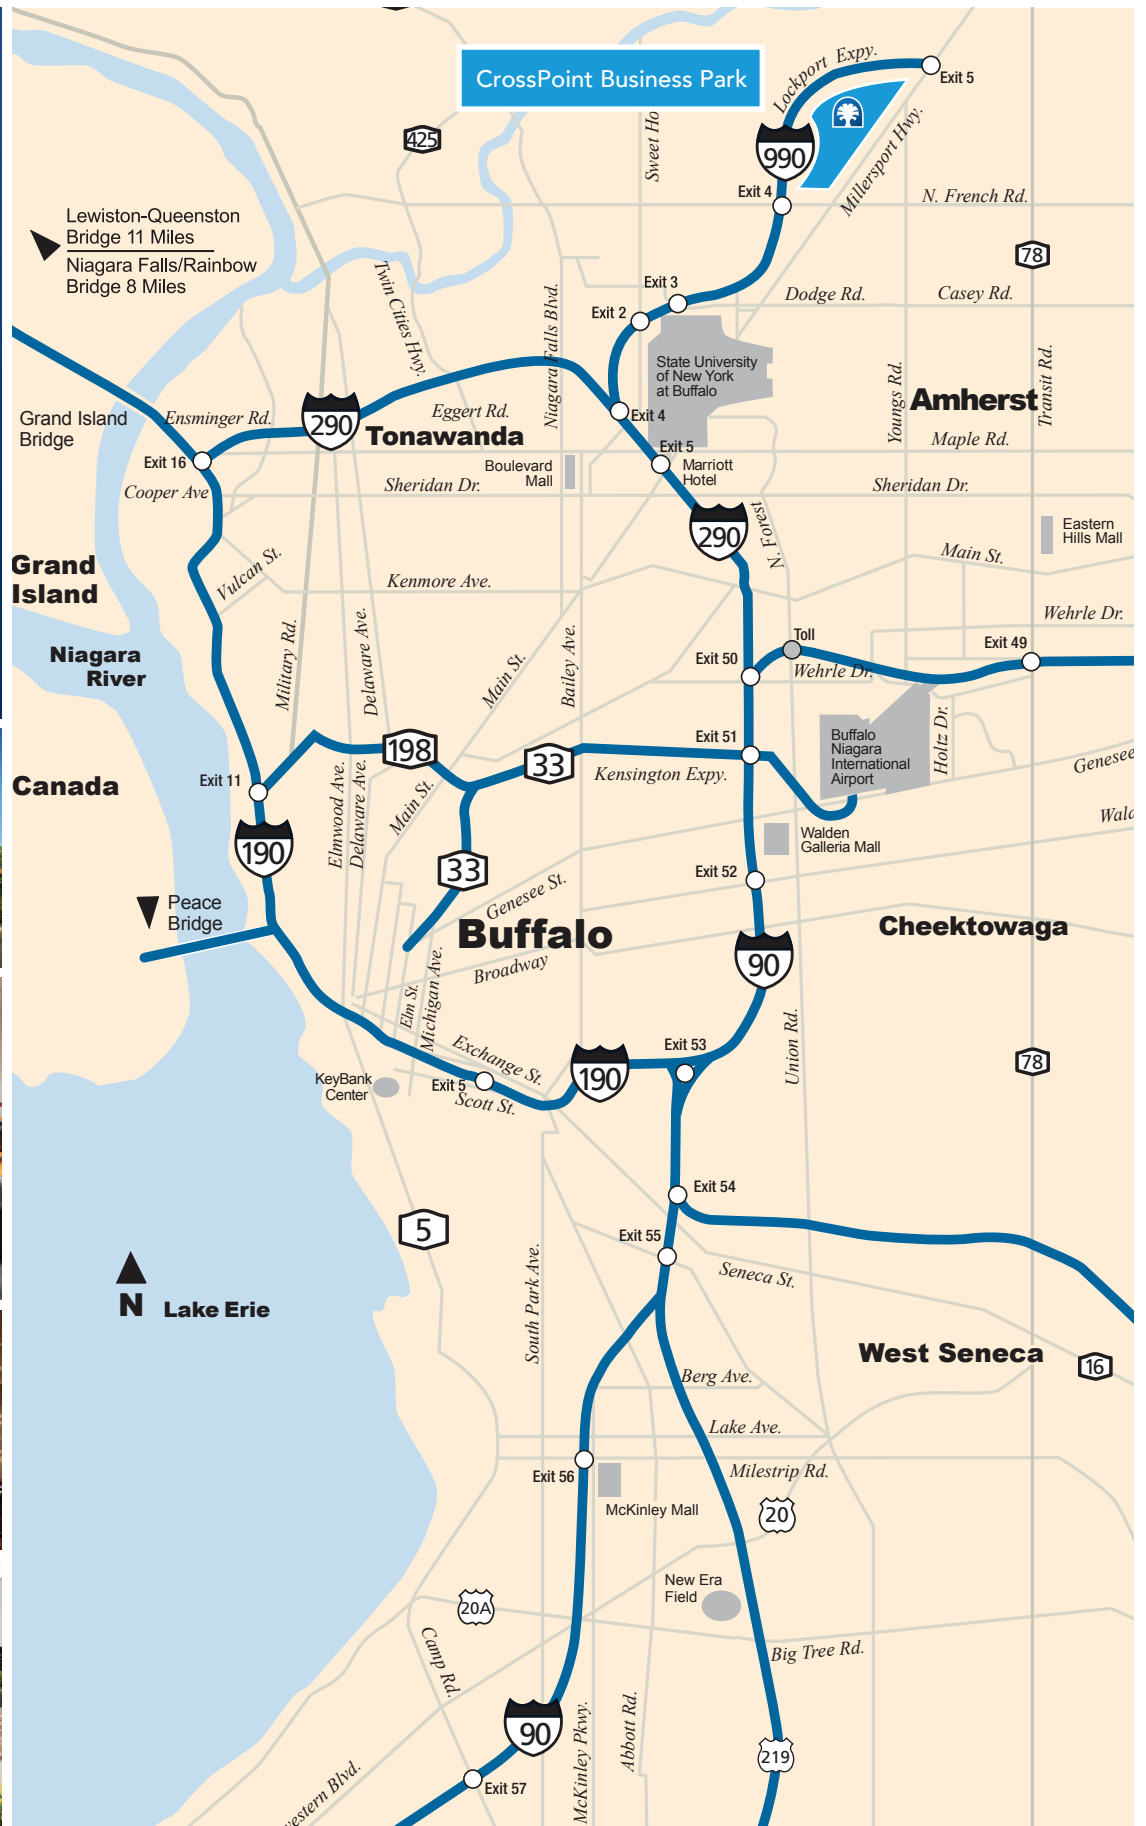 CrossPoint Business Park
Lockport Expy.
Exit 5
425
Sweet Ho
990
Millersport Hwy.
Exit 4
N. French Rd.
Lewiston-Queenston
Bridge 11 Miles
Niagara Falls/Rainbow
Bridge 8 Miles
78
Twin Cities Hwy.
Niagara Falls Blvd.
Exit 3
Exit 2
Dodge Rd.
Casey Rd.
State University
of New York
at Buffalo
Youngs Rd.
Transit Rd.
Amherst
Grand Island
Bridge
Ensminger Rd.
290
Eggert Rd.
Exit 4
Tonawanda
Maple Rd.
Exit 5
Exit 16
Boulevard
Mall
Marriott
Hotel
Cooper Ave
Sheridan Dr.
Sheridan Dr.
290
N. Forest
Eastern
Hills Mall
Main St.
Grand
Island
Vulcan St.
Kenmore Ave.
Wehrle Dr.
Niagara
River
Military Rd.
Delaware Ave.
Main St.
Bailey Ave.
Toll
Exit 49
Exit 50
Wehrle Dr.
198
33
Exit 51
Kensington Expy.
Buffalo
Niagara
International
Airport
Holtz Dr.
Genesee
Canada
Exit 11
Elmwood Ave.
Delaware Ave.
Main St.
190
33
Walden
Galleria Mall
Exit 52
Peace
Bridge
Genesee St.
Buffalo
Cheektowaga
Broadway
90
Elm St.
Michigan Ave.
Union Rd.
Exchange St.
Exit 53
190
78
KeyBank
Center
Exit 5
Scott St.
Exit 54
5
Exit 55
South Park Ave.
Seneca St.
N
Lake Erie
West Seneca
16
Berg Ave.
Lake Ave.
Exit 56
Milestrip Rd.
McKinley Mall
20
New Era
Field
20A
Camp Rd.
Big Tree Rd.
90
McKinley Pkwy.
Abbott Rd.
219
Exit 57
western Blvd.